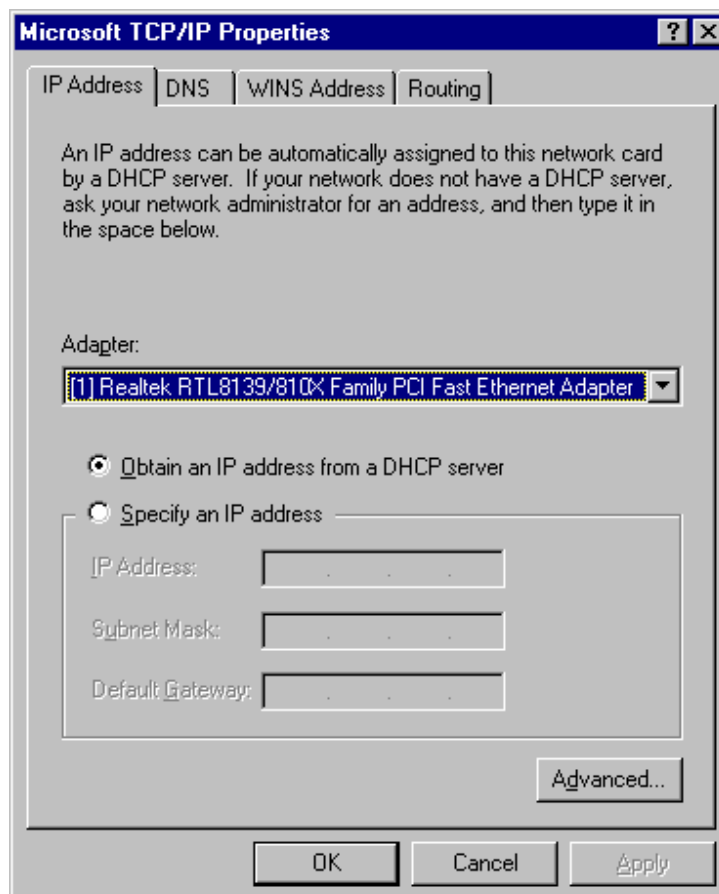 Microsoft TCP/IP Properties
IP Address DNS WINS Address Routing
An IP address can be automatically assigned to this network card
by a DHCP server. If your network does not have a DHCP server,
ask your network administrator for an address, and then type it in
the space below.
Adapter:
[1] Realtek RTL8139/810X Family PCI Fast Ethernet Adapter
Obtain an IP address from a DHCP server
Specify an IP address
IP Address:
Subnet Mask:
Default Gateway:
Advanced...
OK Cancel Apply